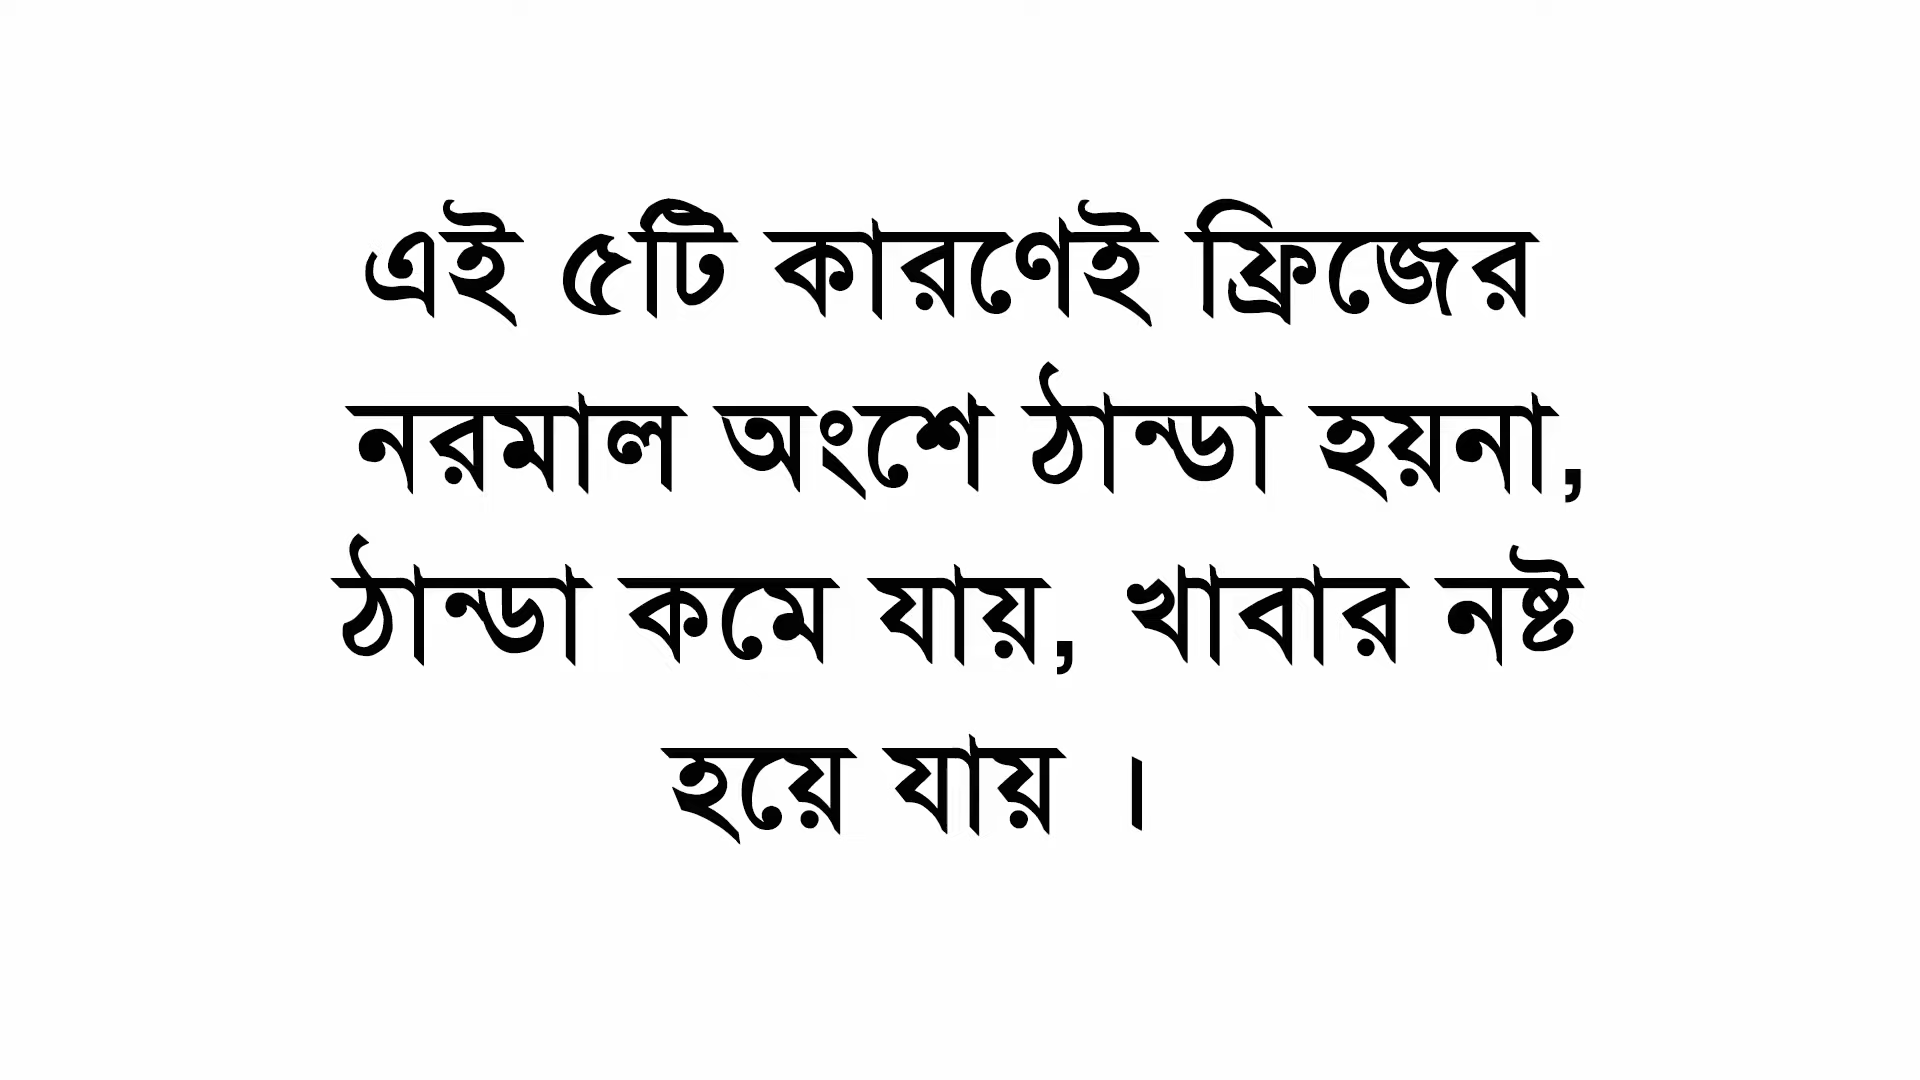 এই ৫টি কারণেই ফ্রিজের
নরমাল অংশে ঠান্ডা হয়না,
ঠান্ডা কমে যায়, খাবার নষ্ট
হয়ে যায় ।